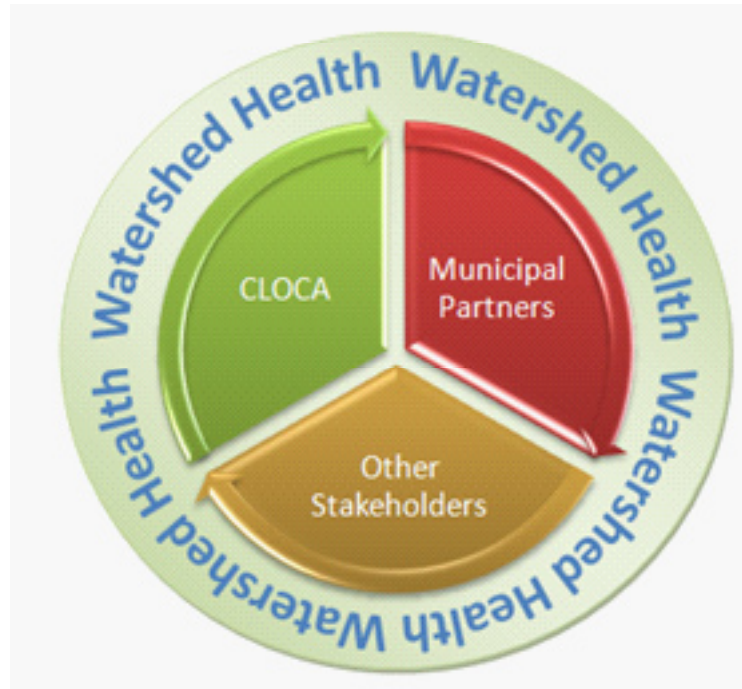 Watershed Health Watershed Health Watershed Health Watershed Health
CLOCA
Municipal
Partners
Other
Stakeholders